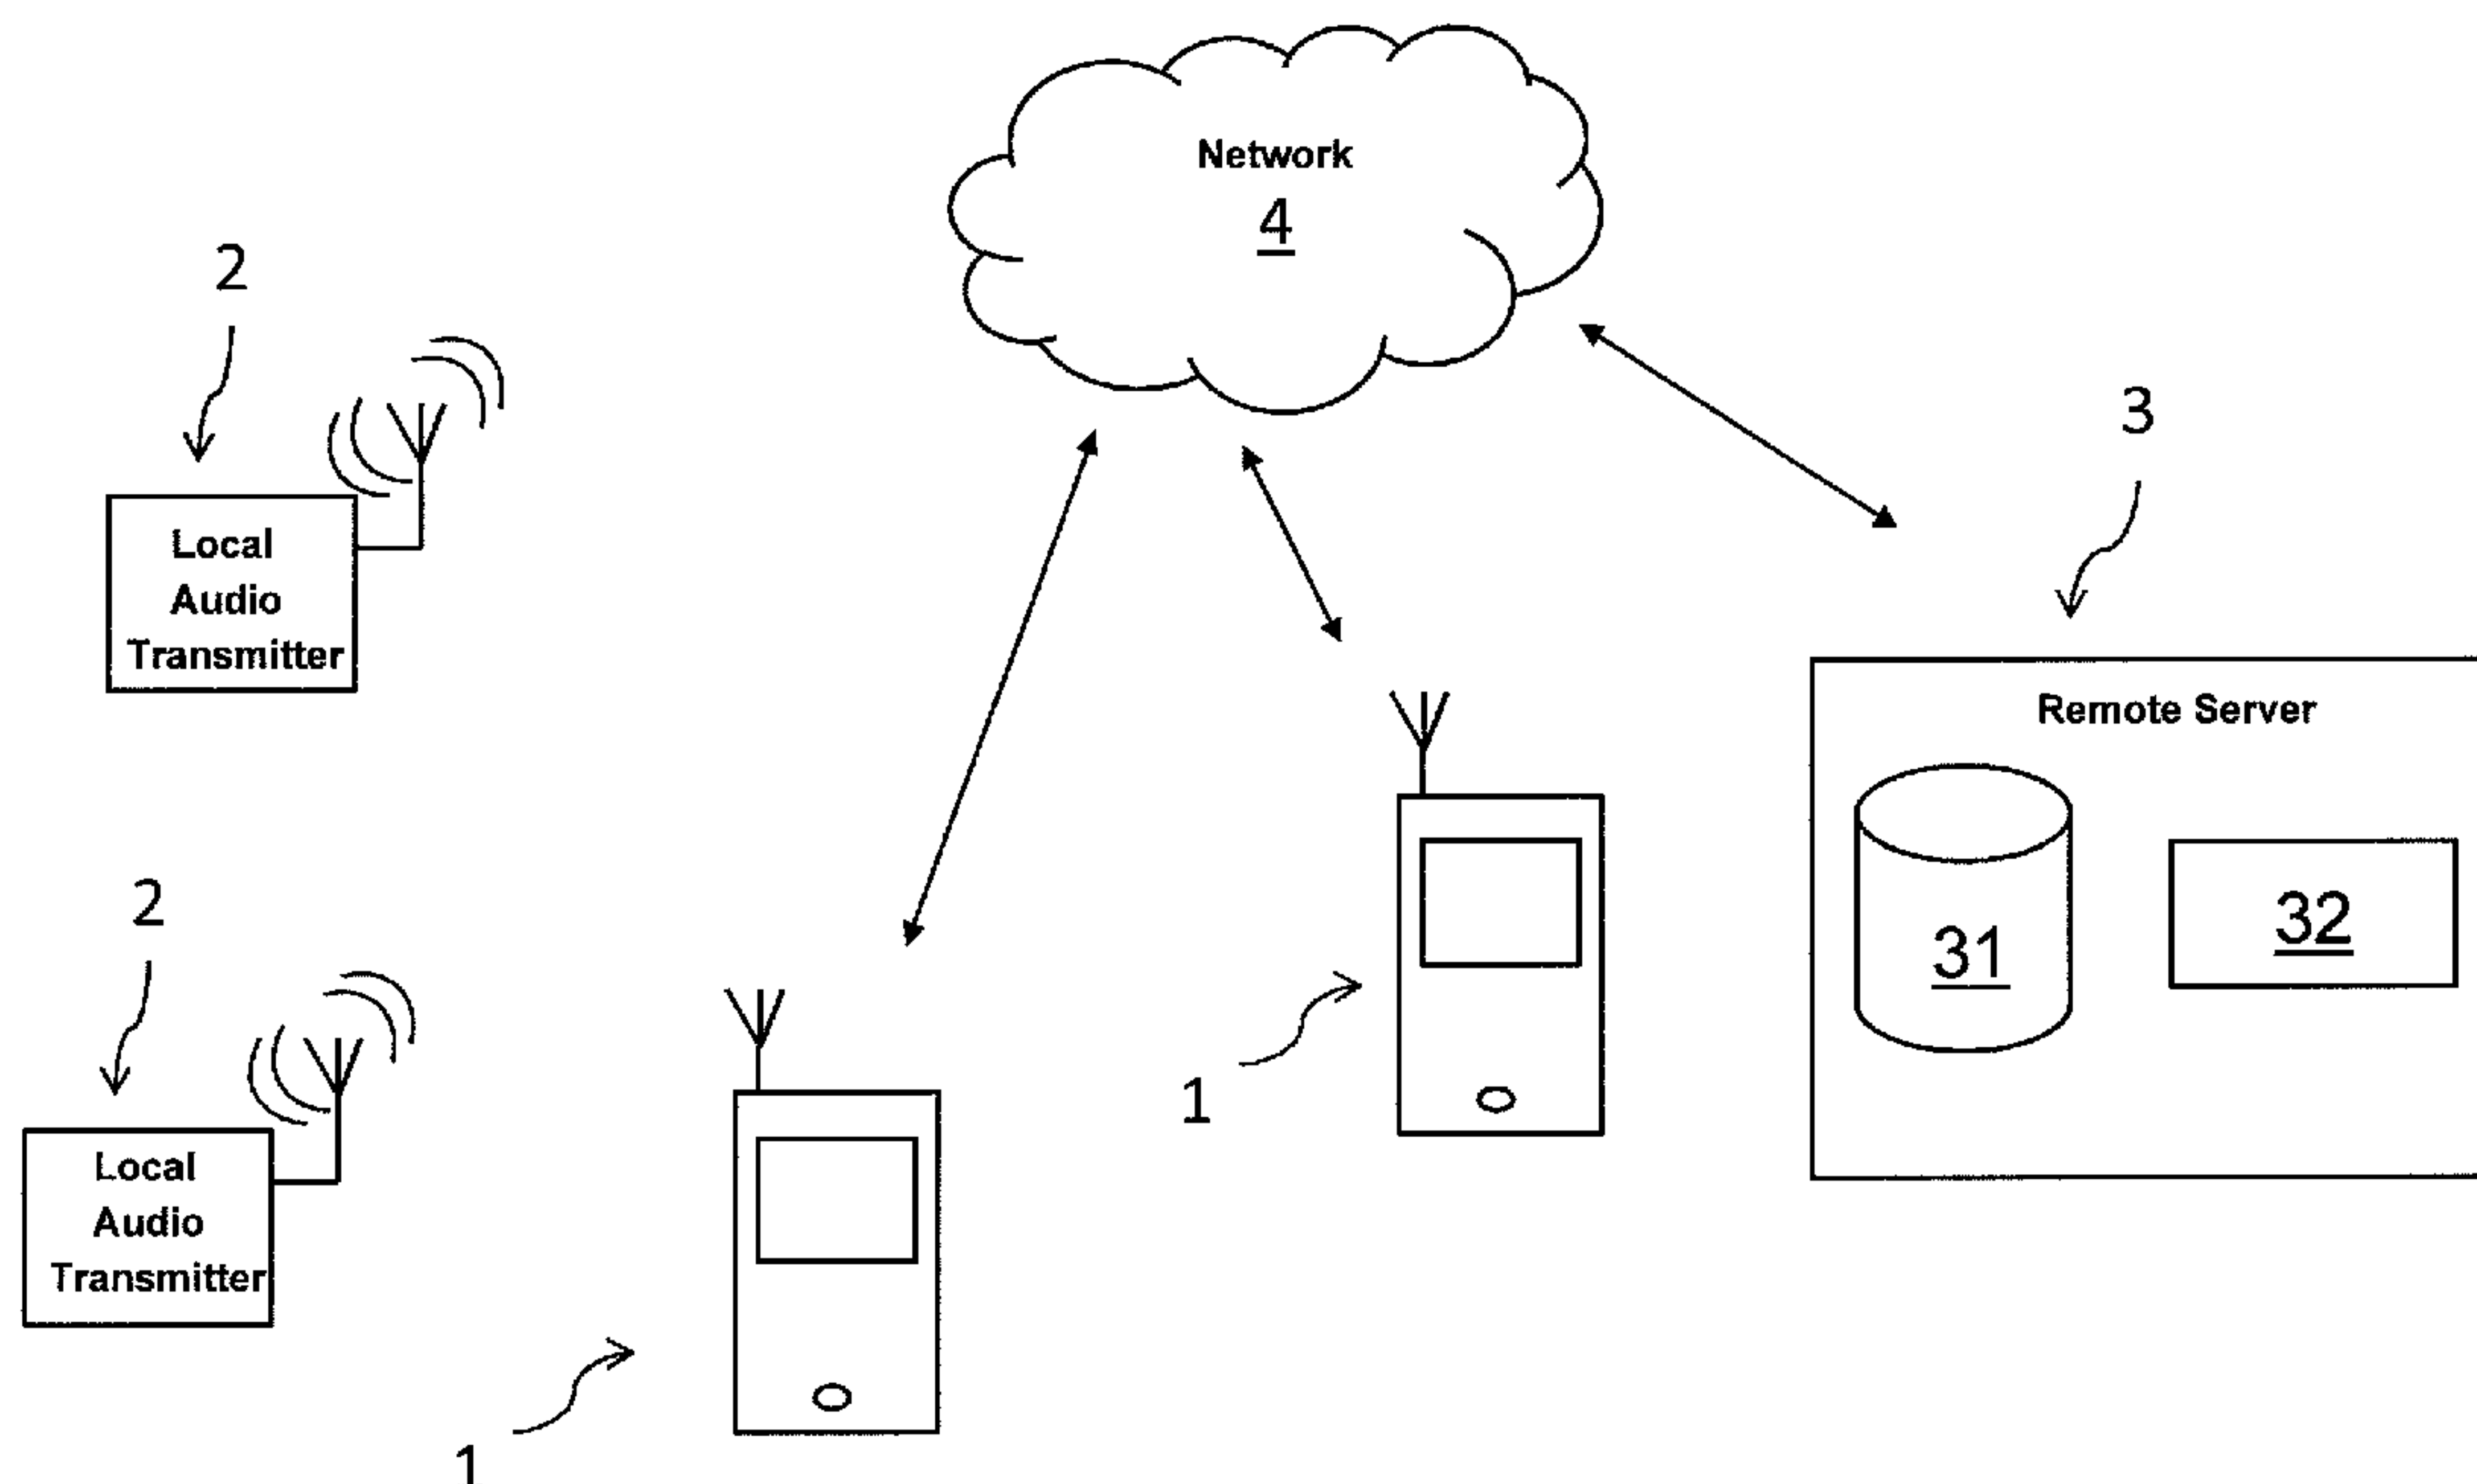 Network
4
2
3
Local
Audio
Transmitter
Remote Server
2
32
31
1
Local
Audio
Transmitter
1